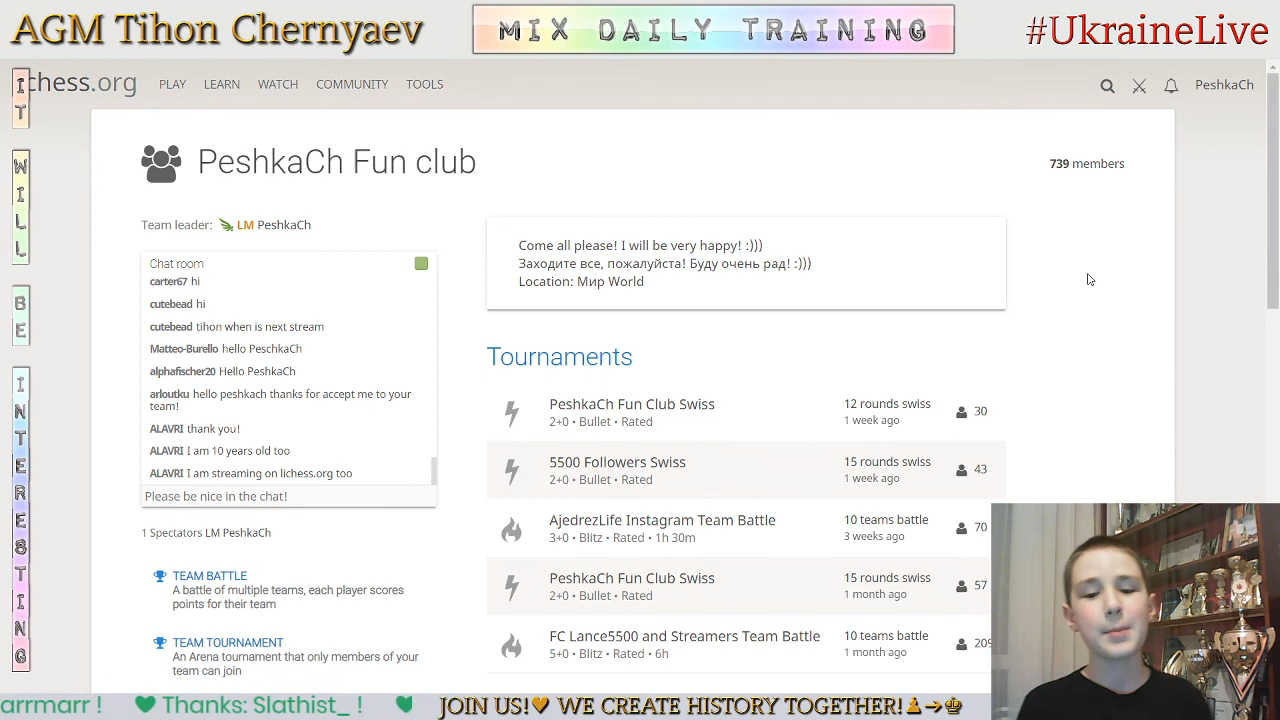 AGM Tihon Chernyaev
MIX DAILY TRAINING
#UkraineLive
IT
WILL
BE
INTERESTING
chess.org
PLAY
LEARN
WATCH
COMMUNITY
TOOLS
PeshkaCh
PeshkaCh Fun club
739 members
Team leader: LM PeshkaCh
Chat room
carter67 hi
cutebead hi
cutebead tihon when is next stream
Matteo-Burello hello PeschkaCh
alphafischer20 Hello PeshkaCh
arloutku hello peshkach thanks for accept me to your
team!
ALAVRI thank you!
ALAVRI I am 10 years old too
ALAVRI I am streaming on lichess.org too
Please be nice in the chat!
1 Spectators LM PeshkaCh
TEAM BATTLE
A battle of multiple teams, each player scores
points for their team
TEAM TOURNAMENT
An Arena tournament that only members of your
team can join
Come all please! I will be very happy! :)))
Заходите все, пожалуйста! Буду очень рад! :)))
Location: Мир World
Tournaments
PeshkaCh Fun Club Swiss
2+0 • Bullet • Rated
12 rounds swiss
1 week ago
30
5500 Followers Swiss
2+0 • Bullet • Rated
15 rounds swiss
1 week ago
43
AjedrezLife Instagram Team Battle
3+0 • Blitz • Rated • 1h 30m
10 teams battle
3 weeks ago
70
PeshkaCh Fun Club Swiss
2+0 • Bullet • Rated
15 rounds swiss
1 month ago
57
FC Lance5500 and Streamers Team Battle
5+0 • Blitz • Rated • 6h
10 teams battle
1 month ago
209
arrmarr ! 💚 Thanks: Slathist_ ! 💚
JOIN US!🧡 WE CREATE HISTORY TOGETHER!♟→♚